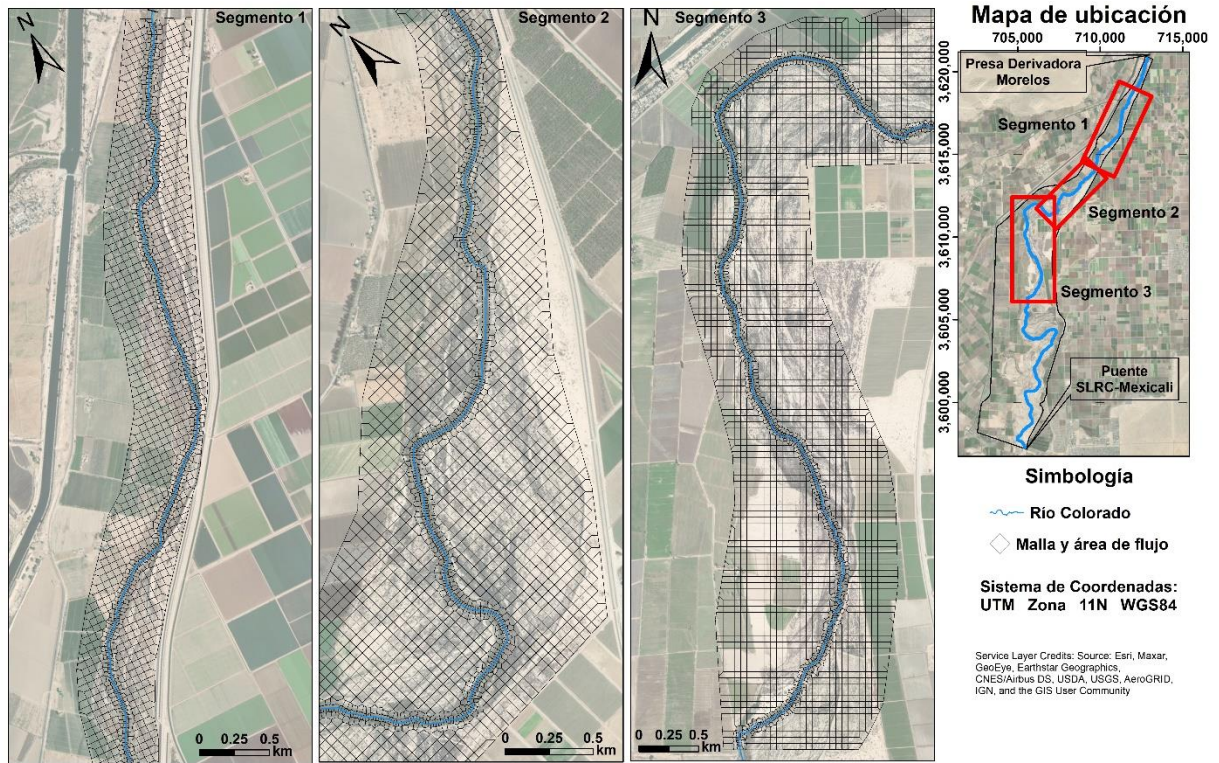 Segmento 1
N
0 0.25 0.5
km
Segmento 2
N
0 0.25 0.5
km
Segmento 3
N
0 0.25 0.5
km
Mapa de ubicación
705,000 710,000 715,000
3,620,000
3,615,000
3,610,000
3,605,000
3,600,000
Presa Derivadora
Morelos
Segmento 1
Segmento 2
Segmento 3
Puente
SLRC-Mexicali
Simbología
Río Colorado
Malla y área de flujo
Sistema de Coordenadas:
UTM Zona 11N WGS84
Service Layer Credits: Source: Esri, Maxar,
GeoEye, Earthstar Geographics,
CNES/Airbus DS, USDA, USGS, AeroGRID,
IGN, and the GIS User Community